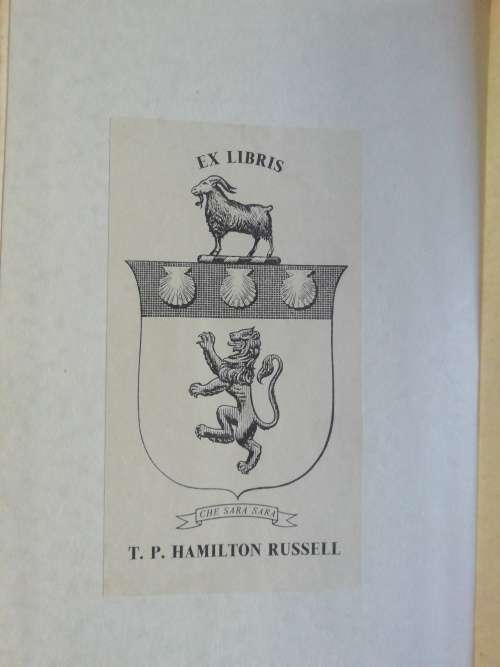 EX LIBRIS
CHE SARA SARA
T. P. HAMILTON RUSSELL